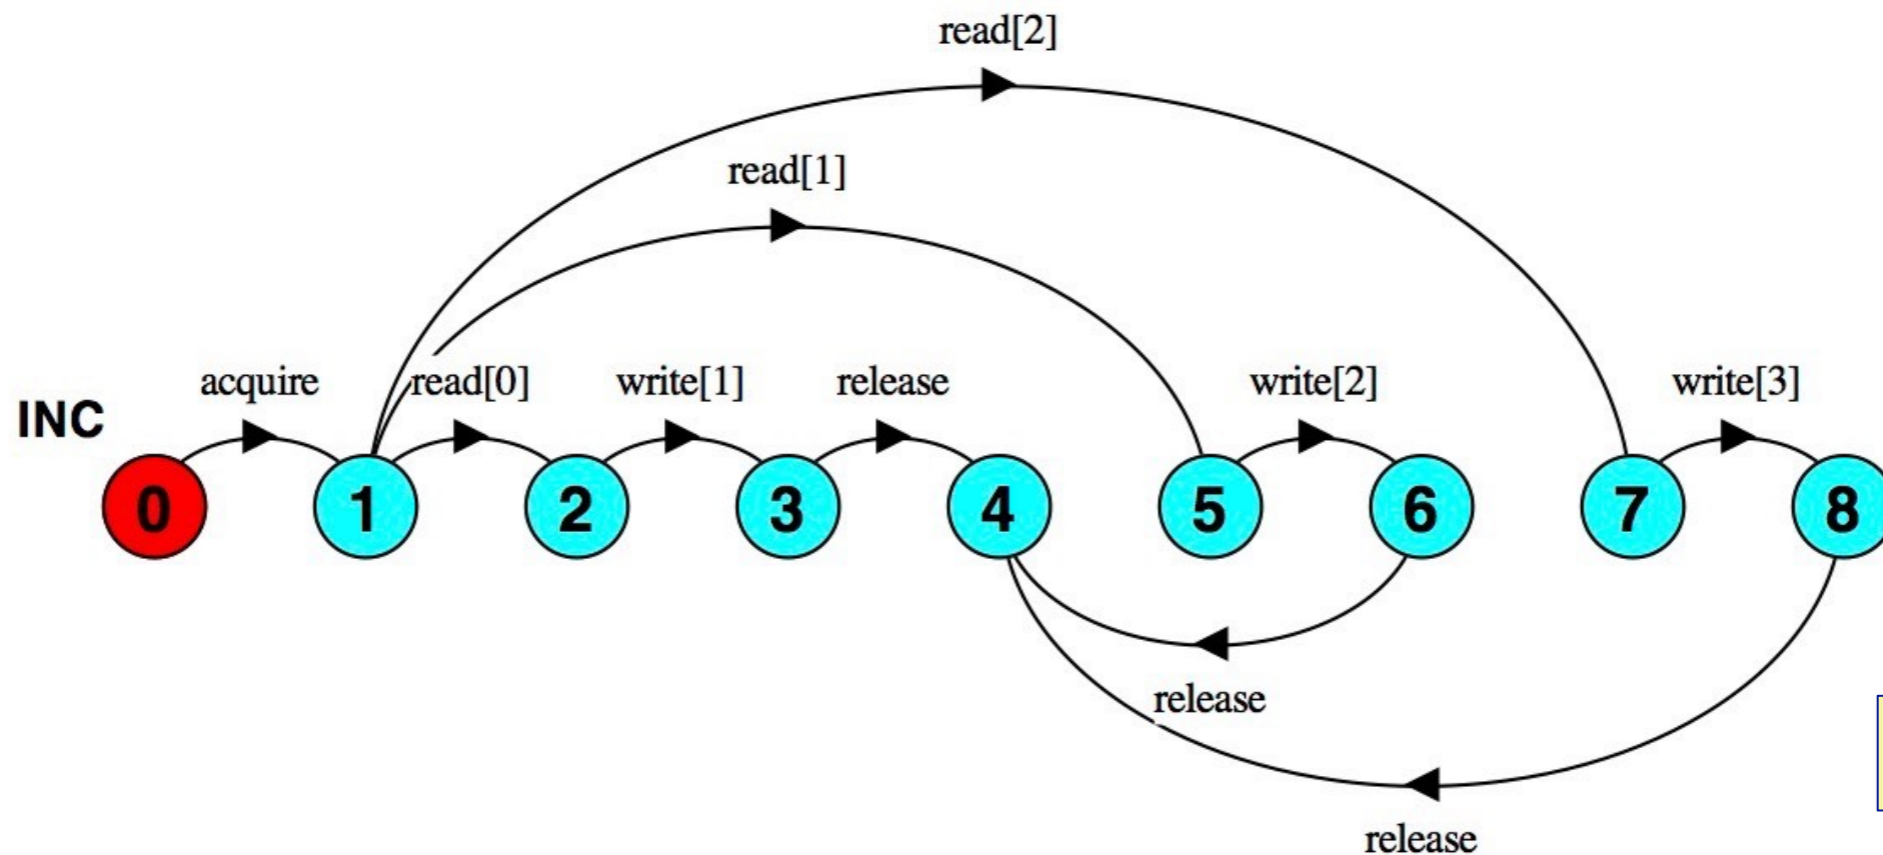 read[2]
read[1]
acquire read[0] write[1] release write[2] write[3]
INC
0 1 2 3 4 5 6 7 8
release
release